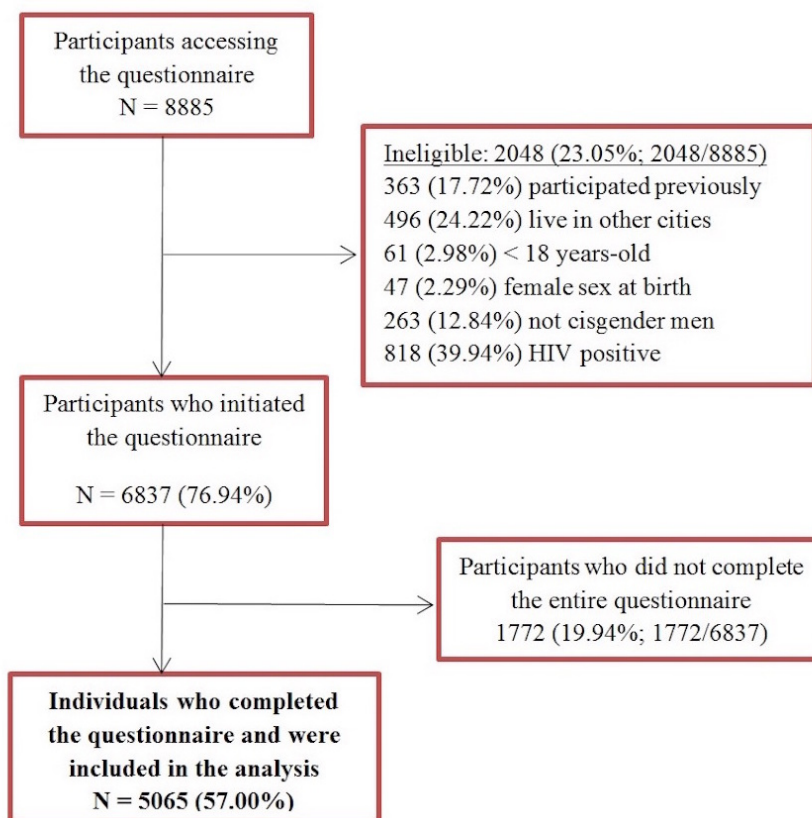 Participants accessing
the questionnaire
N = 8885
Ineligible: 2048 (23.05%; 2048/8885)
363 (17.72%) participated previously
496 (24.22%) live in other cities
61 (2.98%) < 18 years-old
47 (2.29%) female sex at birth
263 (12.84%) not cisgender men
818 (39.94%) HIV positive
Participants who initiated
the questionnaire
N = 6837 (76.94%)
Participants who did not complete
the entire questionnaire
1772 (19.94%; 1772/6837)
Individuals who completed
the questionnaire and were
included in the analysis
N = 5065 (57.00%)